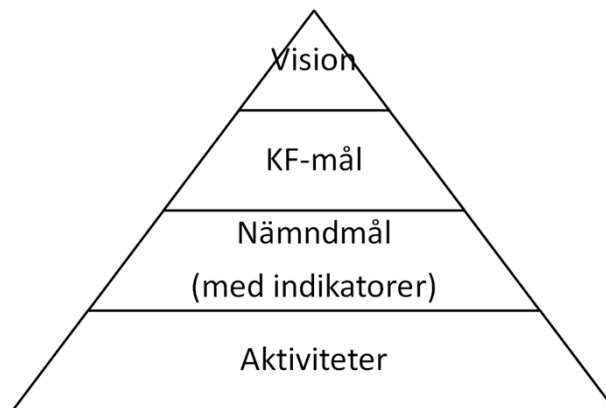 Vision
KF-mål
Nämndmål
(med indikatorer)
Aktiviteter